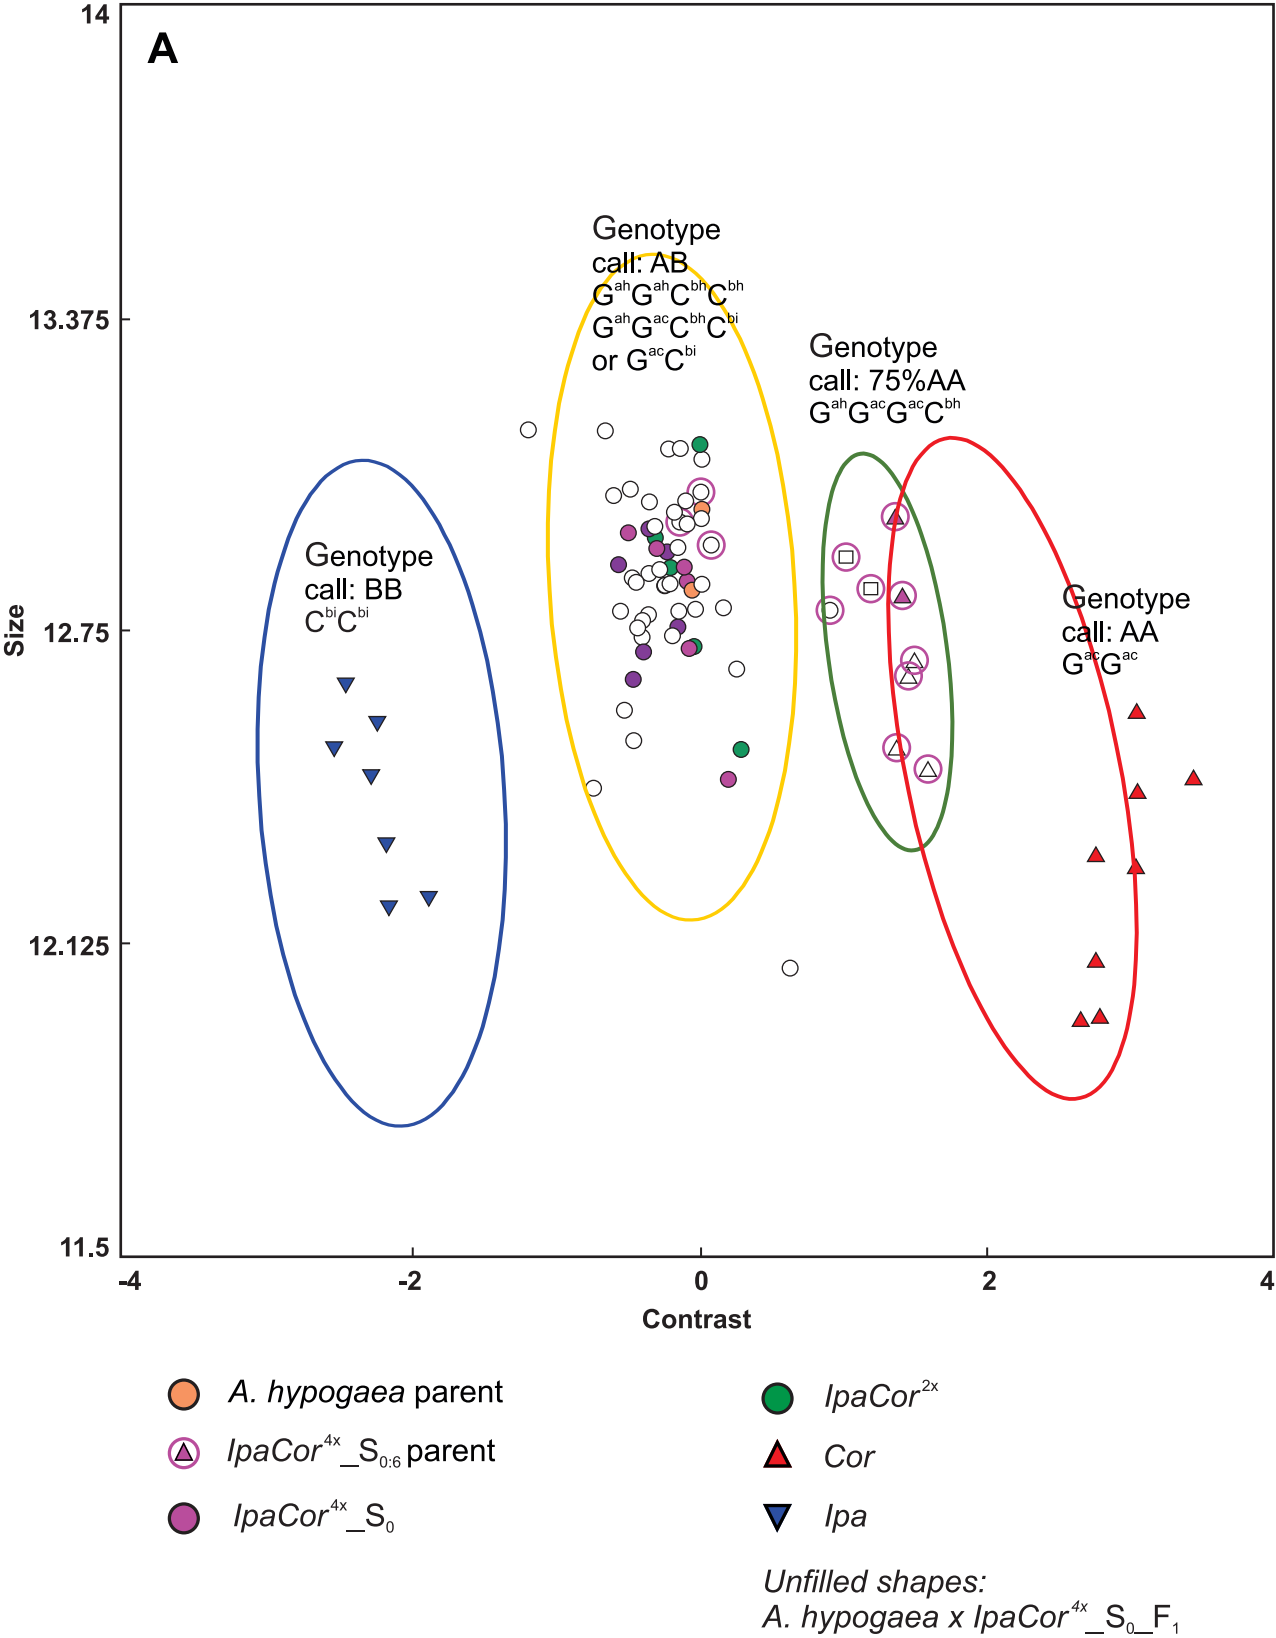 14
A
Genotype
call: AB
GᵃʰGᵃʰCᵇʰCᵇʰ
GᵃʰGᵃᶜCᵇʰCᵇⁱ
or GᵃᶜCᵇⁱ
13.375
Genotype
call: 75%AA
GᵃʰGᵃᶜGᵃᶜCᵇʰ
Genotype
call: BB
CᵇⁱCᵇⁱ
Genotype
call: AA
GᵃᶜGᵃᶜ
Size
12.75
12.125
11.5
-4 -2 0 2 4
Contrast
A. hypogaea parent
IpaCor⁴ˣ_S₀:₆ parent
IpaCor⁴ˣ_S₀
IpaCor²ˣ
Cor
Ipa
Unfilled shapes:
A. hypogaea x IpaCor⁴ˣ_S₀_F₁